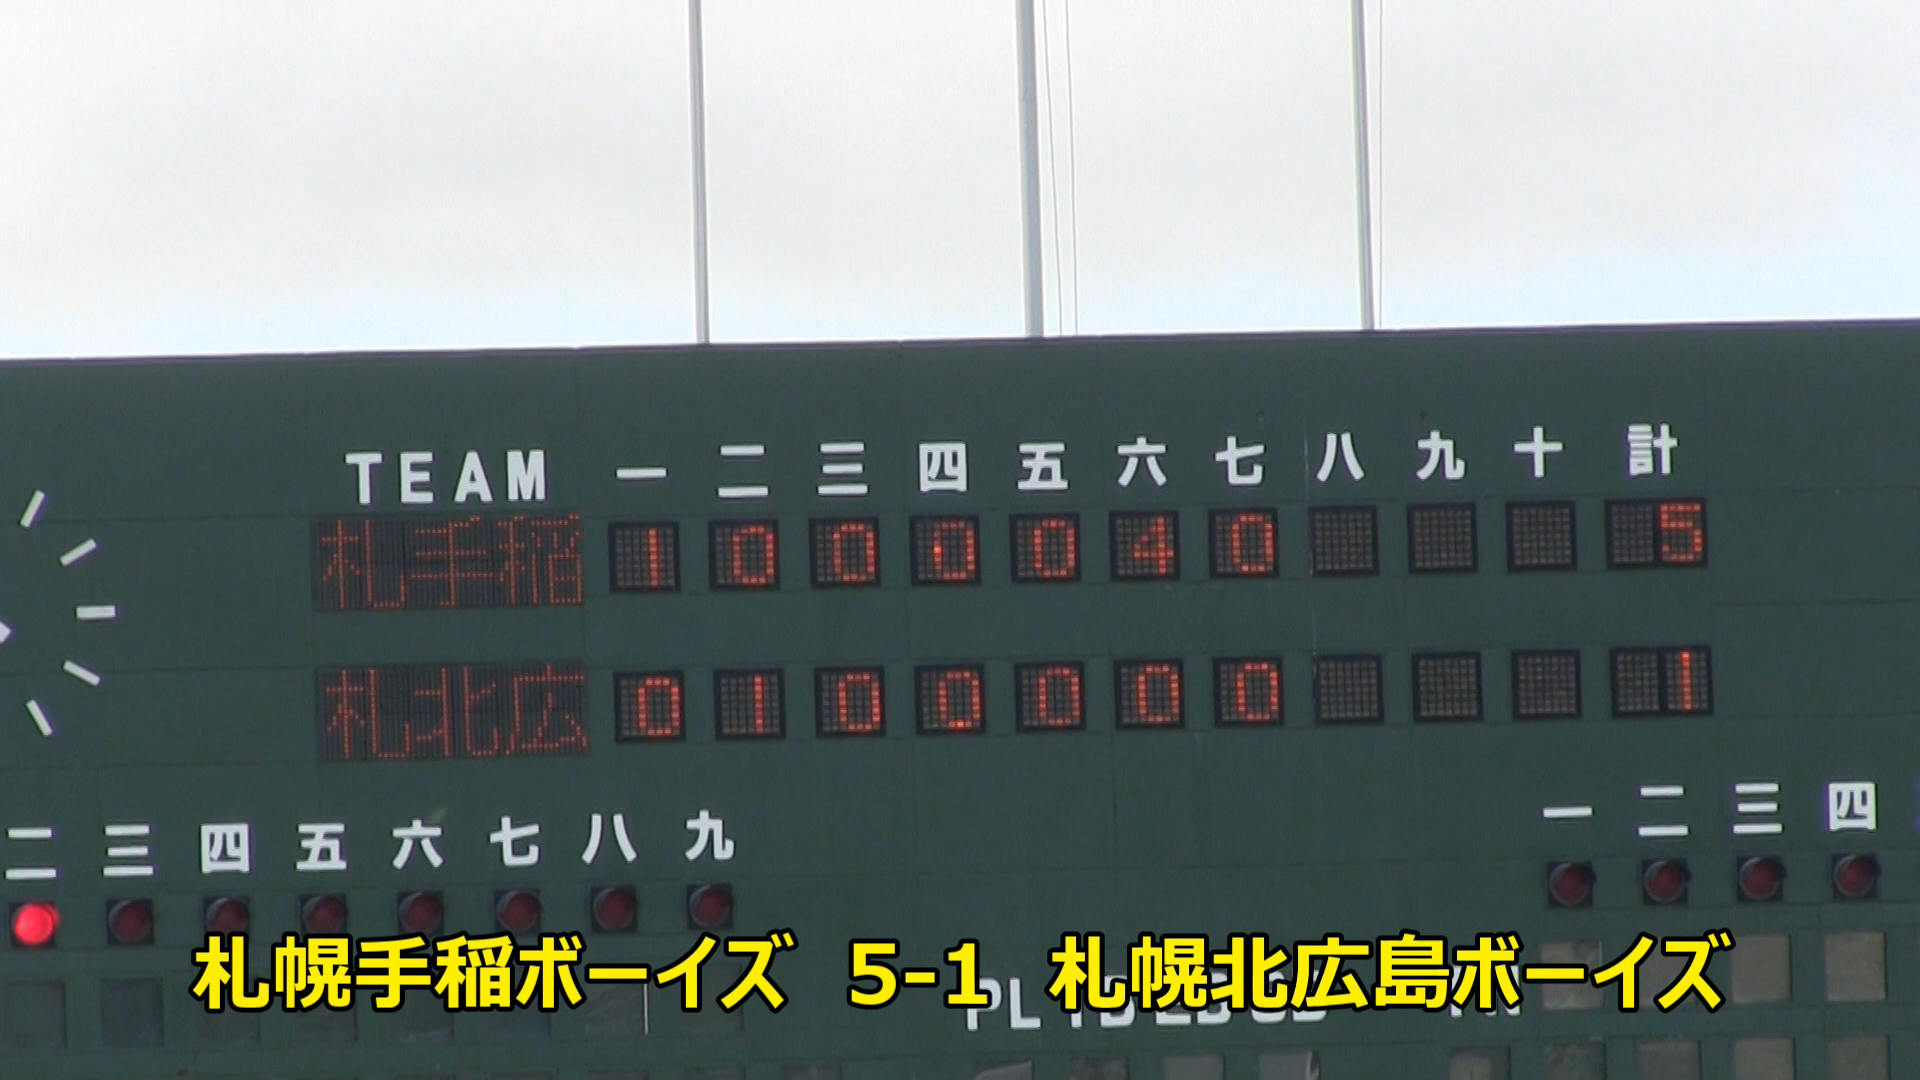 TEAM 一 二 三 四 五 六 七 八 九 十 計
札手稲 1 0 0 0 0 4 0 5
札北広 0 1 0 0 0 0 0 1
二 三 四 五 六 七 八 九
一 二 三 四
札幌手稲ボーイズ 5-1 札幌北広島ボーイズ
PL 1B